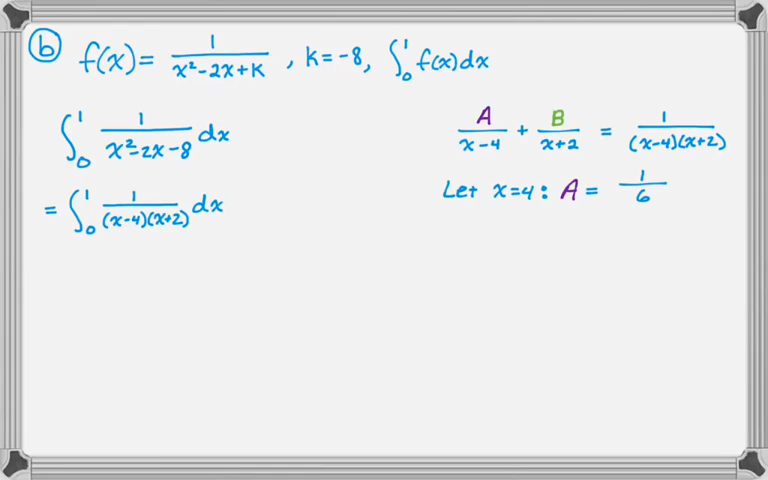 b f(x) = 1/(x² - 2x + k), k = -8, ∫₀¹ f(x) dx
∫₀¹ 1/(x² - 2x - 8) dx
= ∫₀¹ 1/((x-4)(x+2)) dx
A/(x-4) + B/(x+2) = 1/((x-4)(x+2))
Let x=4: A = 1/6